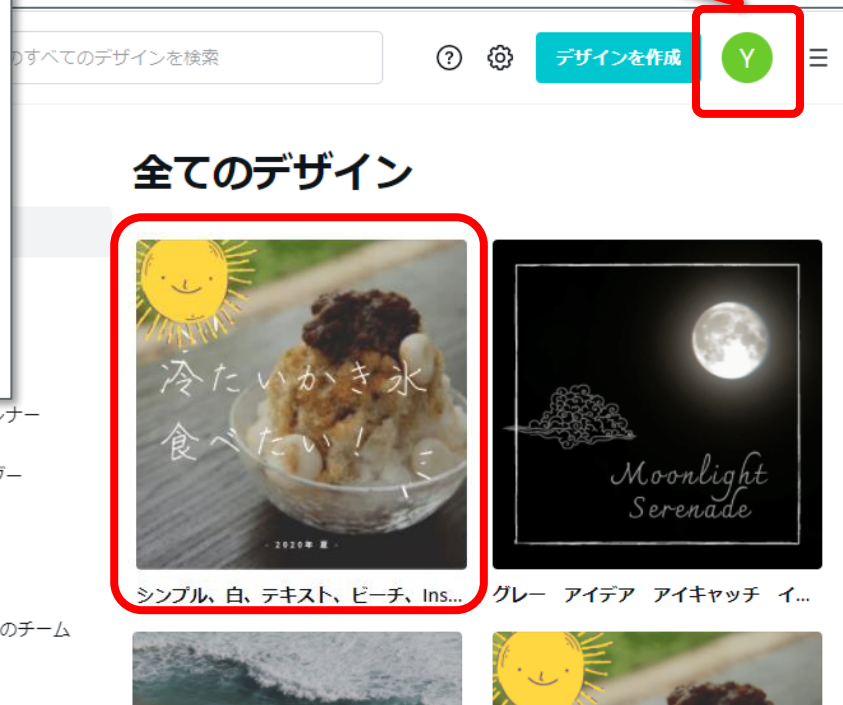 のすべてのデザインを検索
?
デザインを作成
Y
全てのデザイン
冷たいかき氷
食べたい！
- 2020年 夏 -
Moonlight
Serenade
シンプル、白、テキスト、ビーチ、Ins...
グレー　アイデア　アイキャッチ　イ...
ナー
のチーム